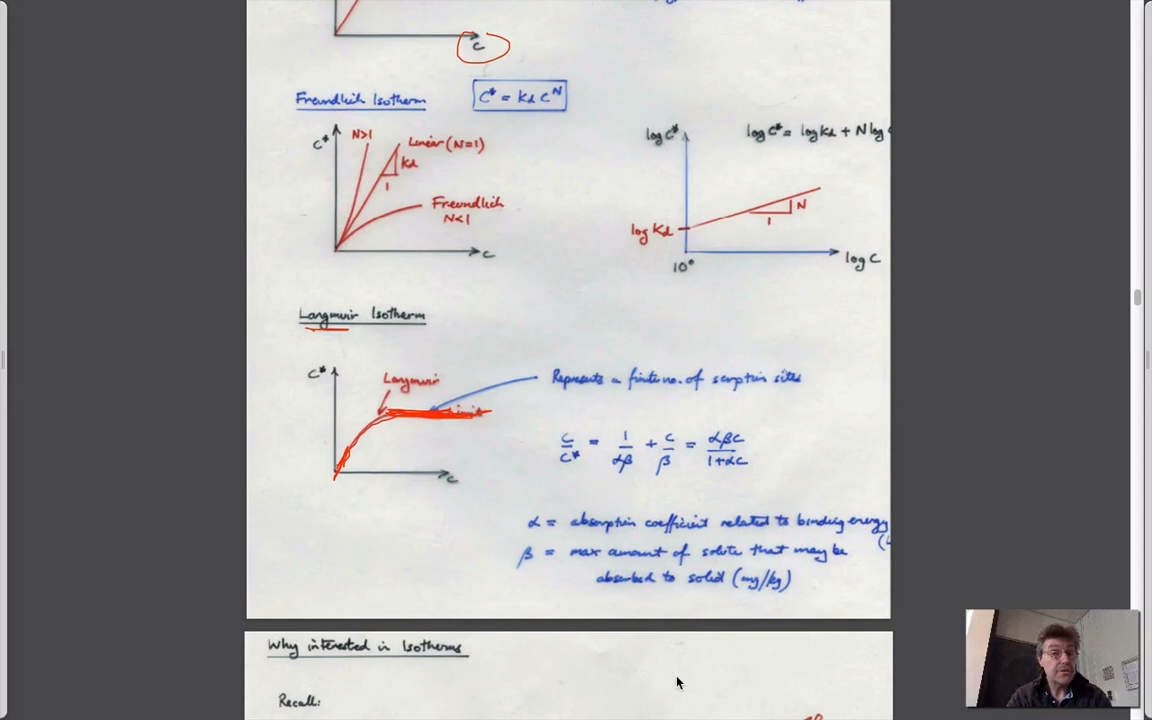 C
Freundlich Isotherm
C* = Kd C^N
C*
N>1
Linear (N=1)
Kd
1
Freundlich
N<1
C
log C*
log C* = log Kd + N log
N
1
log Kd
10°
log C
Langmuir Isotherm
C*
Langmuir
C
Represents a finite no. of sorption sites
C/C* = 1/αβ + C/β = αβC/1+αC
α = absorption coefficient related to binding energy
β = max amount of solute that may be
absorbed to solid (mg/kg)
Why interested in Isotherms
Recall: